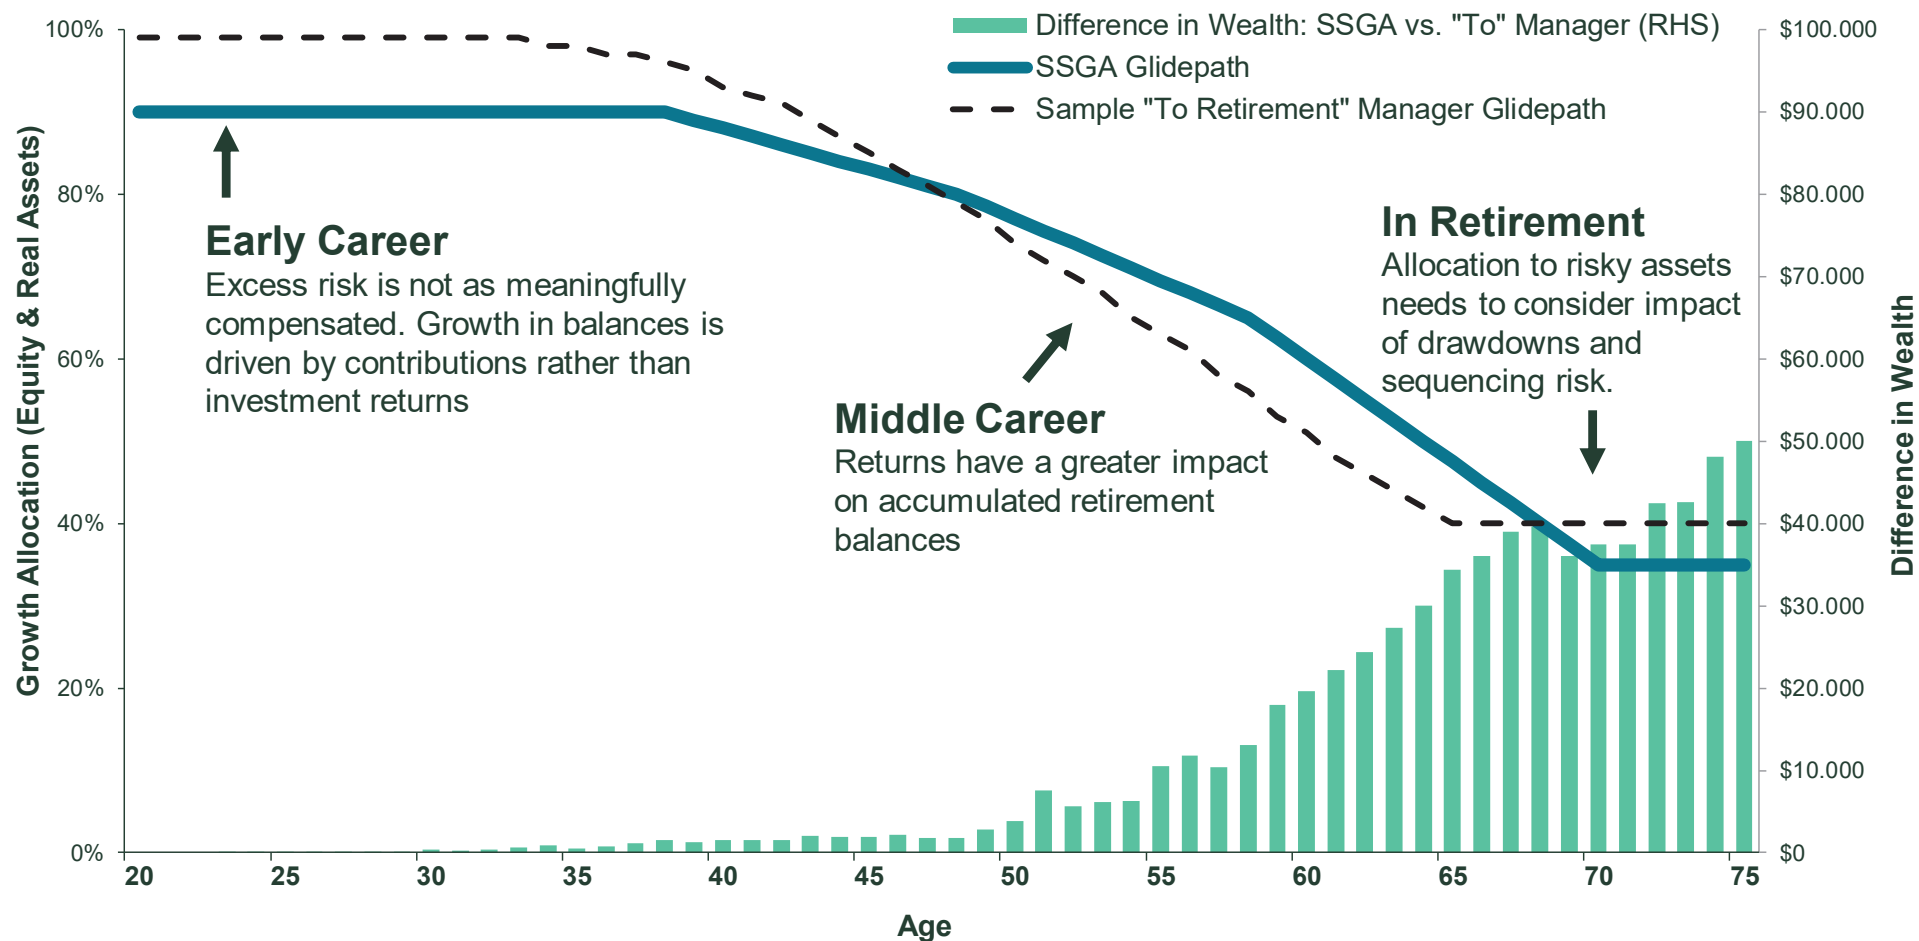 Difference in Wealth: SSGA vs. "To" Manager (RHS)
SSGA Glidepath
Sample "To Retirement" Manager Glidepath
Growth Allocation (Equity & Real Assets)
100%
80%
60%
40%
20%
0%
Early Career
Excess risk is not as meaningfully
compensated. Growth in balances is
driven by contributions rather than
investment returns
Middle Career
Returns have a greater impact
on accumulated retirement
balances
In Retirement
Allocation to risky assets
needs to consider impact
of drawdowns and
sequencing risk.
$100.000
$90.000
$80.000
$70.000
$60.000
$50.000
$40.000
$30.000
$20.000
$10.000
$0
Difference in Wealth
20 25 30 35 40 45 50 55 60 65 70 75
Age